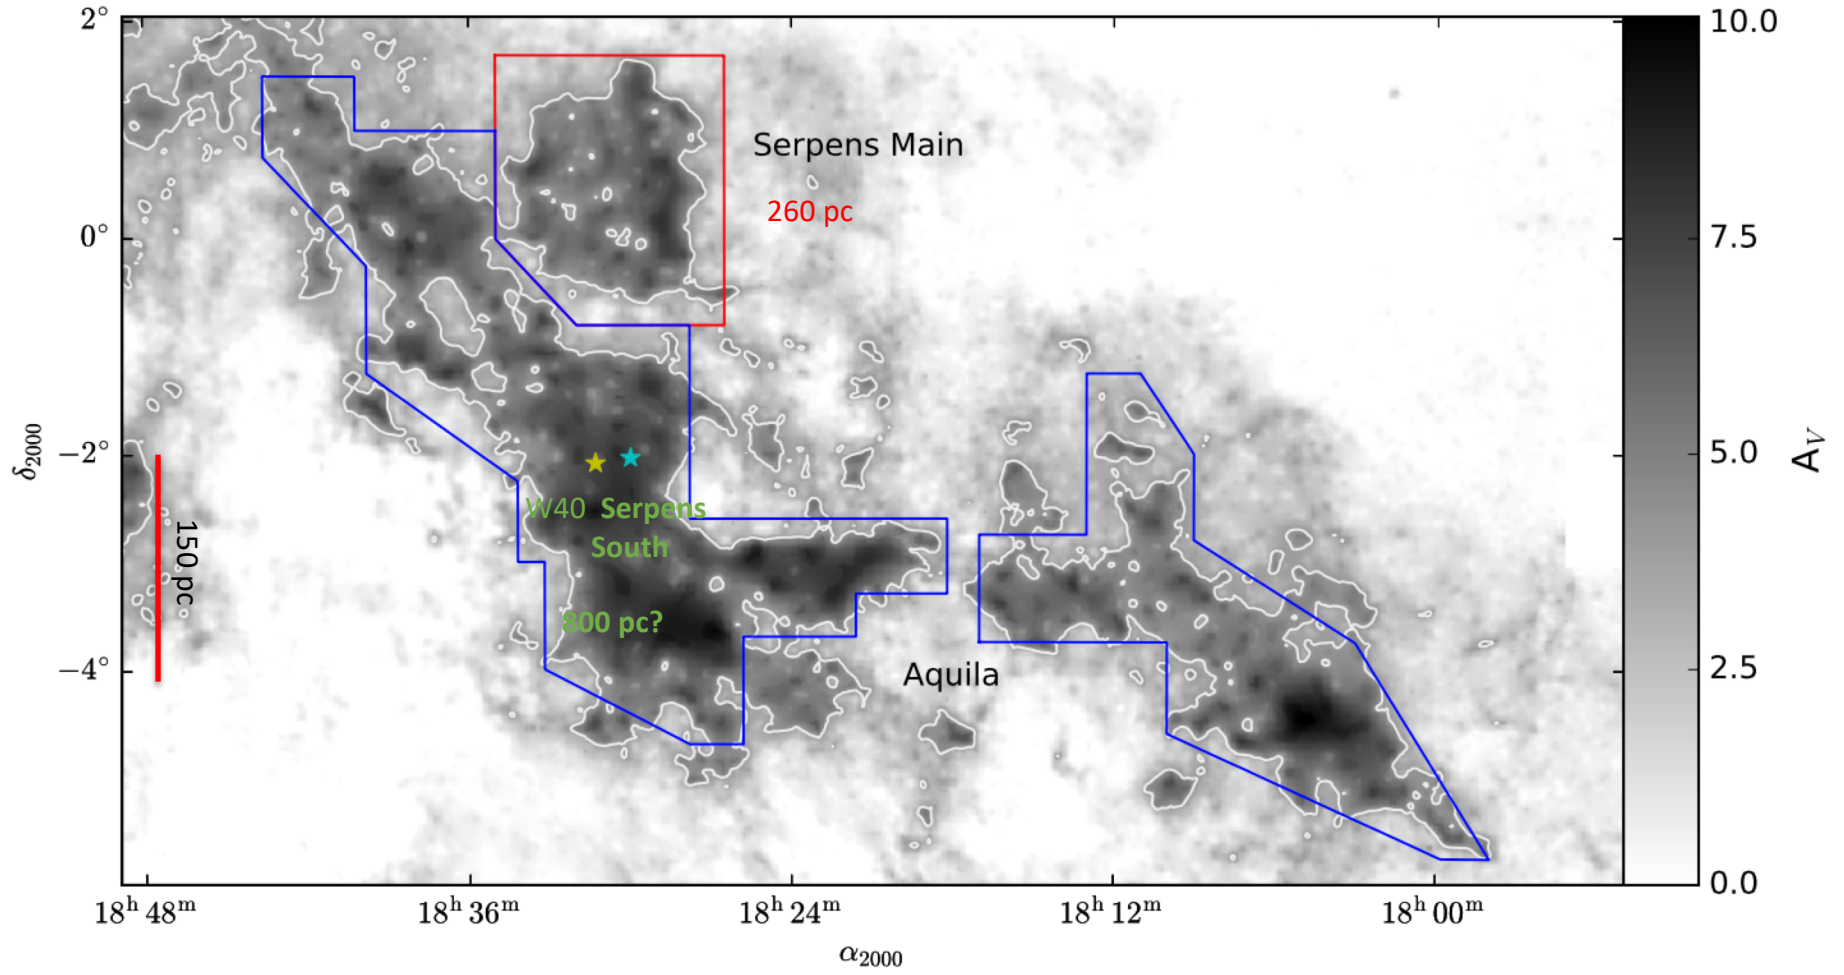 2°
0°
−2°
−4°
δ2000
150 pc
Serpens Main
260 pc
W40 Serpens
South
800 pc?
Aquila
10.0
7.5
5.0
2.5
0.0
AV
18h 48m
18h 36m
18h 24m
18h 12m
18h 00m
α2000